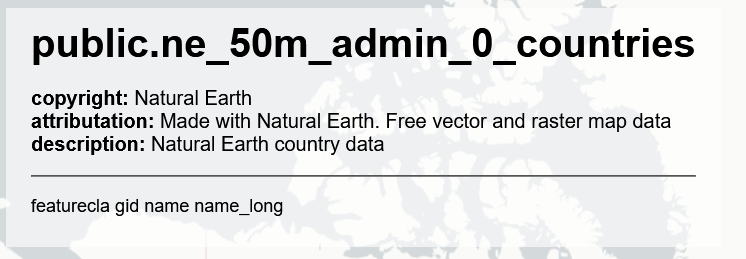 public.ne_50m_admin_0_countries
copyright: Natural Earth
attributation: Made with Natural Earth. Free vector and raster map data
description: Natural Earth country data
featurecla gid name name_long